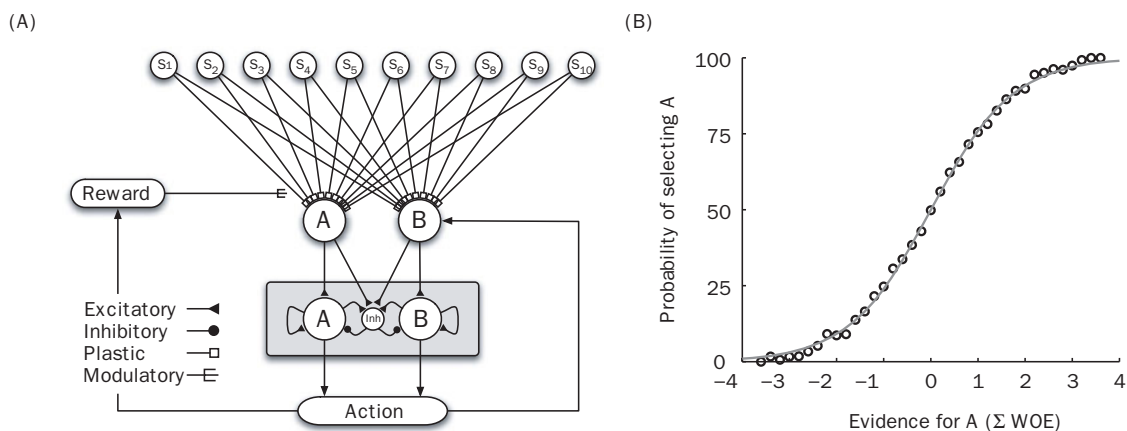 (A)
S1 S2 S3 S4 S5 S6 S7 S8 S9 S10
Reward
A B
Excitatory
Inhibitory
Plastic
Modulatory
A Inh B
Action
(B)
Probability of selecting A
100
75
50
25
0
−4 −3 −2 −1 0 1 2 3 4
Evidence for A (Σ WOE)